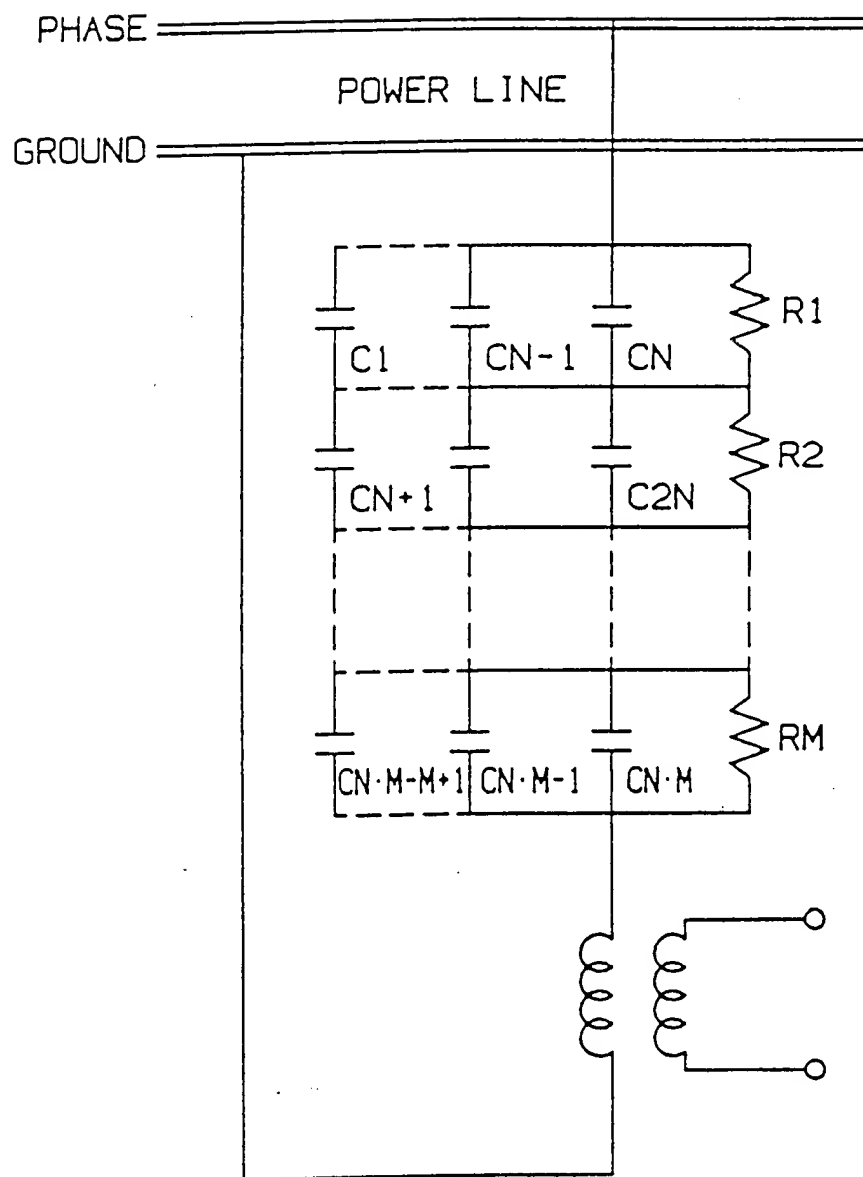 PHASE
POWER LINE
GROUND
R1
C1 CN-1 CN
R2
CN+1 C2N
RM
CN·M-M+1 CN·M-1 CN·M